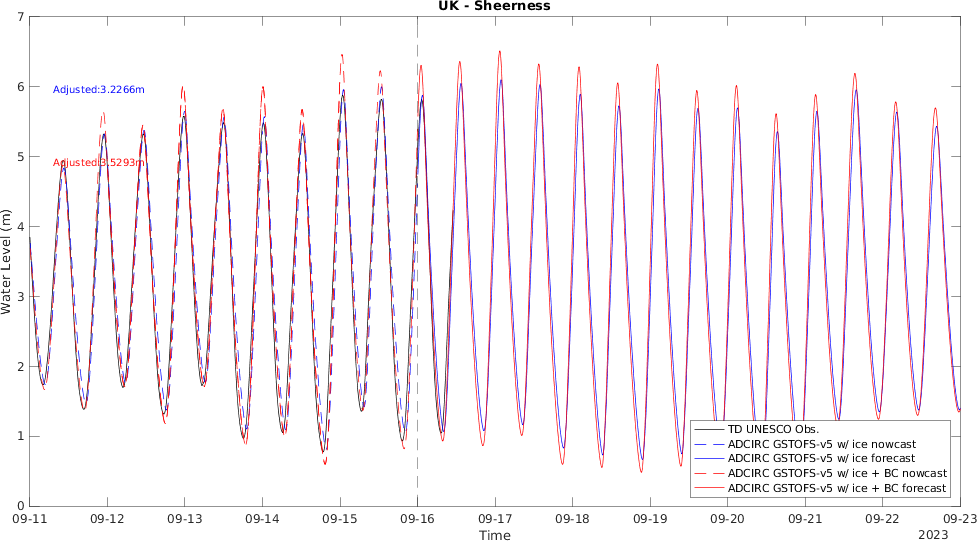 UK - Sheerness
7
6
5
4
3
2
1
0
Water Level (m)
Adjusted:3.2266m
Adjusted:3.5293m
TD UNESCO Obs.
ADCIRC GSTOFS-v5 w/ ice nowcast
ADCIRC GSTOFS-v5 w/ ice forecast
ADCIRC GSTOFS-v5 w/ ice + BC nowcast
ADCIRC GSTOFS-v5 w/ ice + BC forecast
09-11 09-12 09-13 09-14 09-15 09-16 09-17 09-18 09-19 09-20 09-21 09-22 09-23
Time
2023